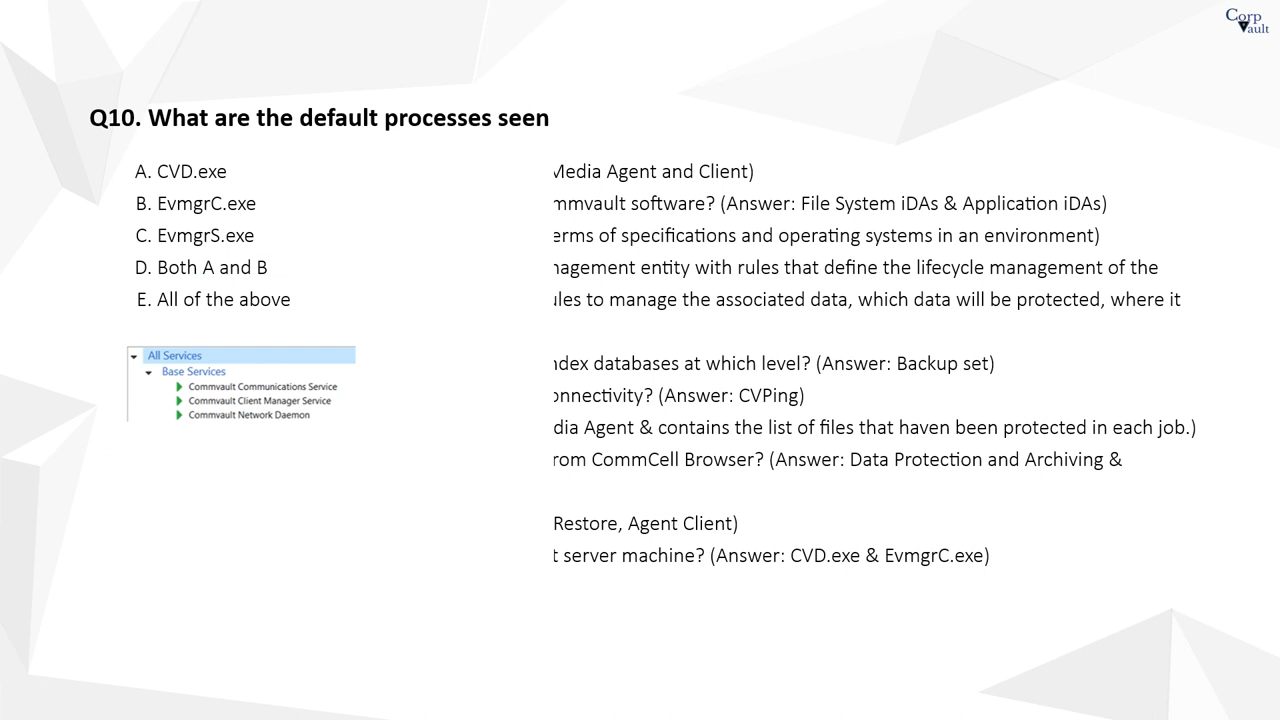 Corp
Vault
Q10. What are the default processes seen
A. CVD.exe
B. EvmgrC.exe
C. EvmgrS.exe
D. Both A and B
E. All of the above
Media Agent and Client)
mmvault software? (Answer: File System iDAs & Application iDAs)
erms of specifications and operating systems in an environment)
nagement entity with rules that define the lifecycle management of the
ules to manage the associated data, which data will be protected, where it
ndex databases at which level? (Answer: Backup set)
onnectivity? (Answer: CVPing)
dia Agent & contains the list of files that haven been protected in each job.)
rom CommCell Browser? (Answer: Data Protection and Archiving &
Restore, Agent Client)
t server machine? (Answer: CVD.exe & EvmgrC.exe)
All Services
Base Services
Commvault Communications Service
Commvault Client Manager Service
Commvault Network Daemon